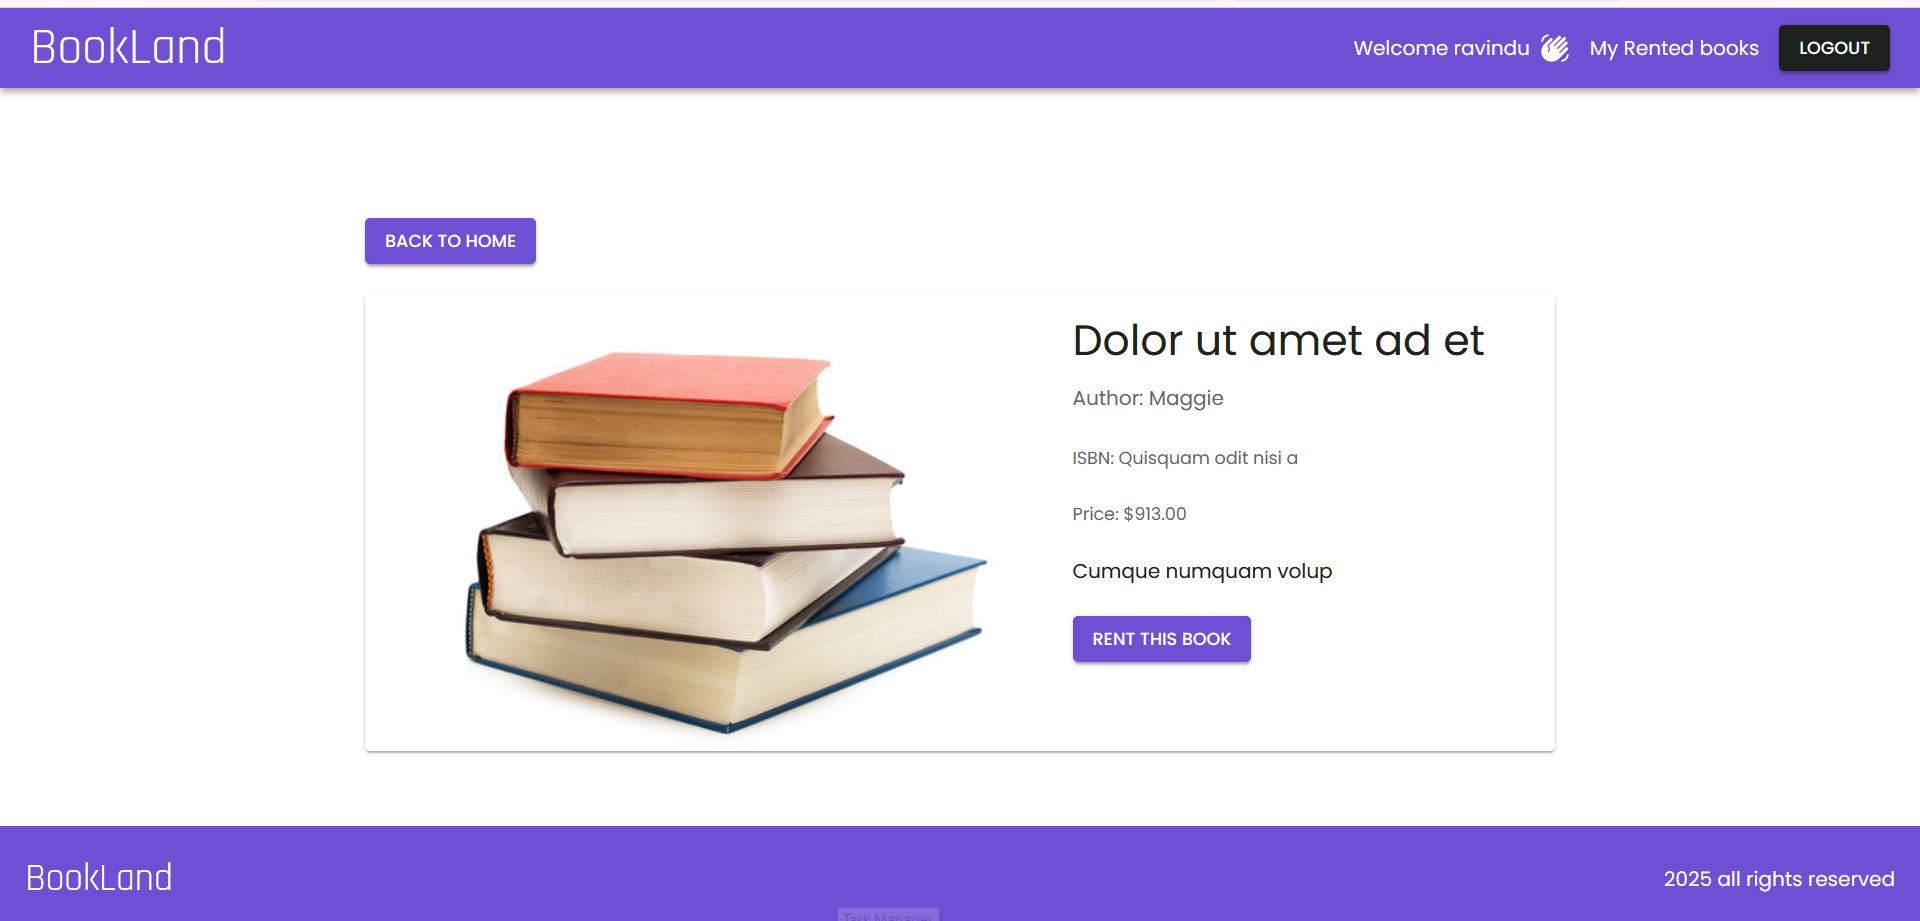 BookLand
Welcome ravindu My Rented books LOGOUT
BACK TO HOME
Dolor ut amet ad et
Author: Maggie
ISBN: Quisquam odit nisi a
Price: $913.00
Cumque numquam volup
RENT THIS BOOK
BookLand
2025 all rights reserved
Task Manager